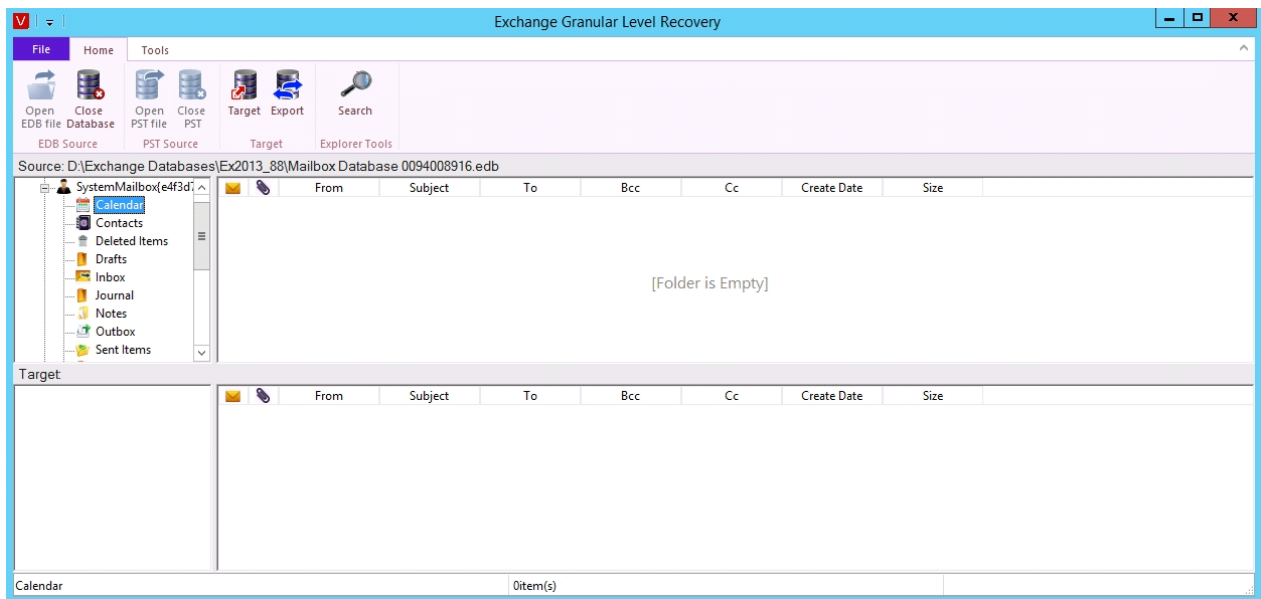 V
Exchange Granular Level Recovery
File Home Tools
Open EDB file
Close Database
Open PST file
Close PST
Target
Export
Search
EDB Source
PST Source
Target
Explorer Tools
Source: D:\Exchange Databases\Ex2013_88\Mailbox Database 0094008916.edb
SystemMailbox{e4f3d
From Subject To Bcc Cc Create Date Size
Calendar
Contacts
Deleted Items
Drafts
Inbox
Journal
Notes
Outbox
Sent Items
[Folder is Empty]
Target
From Subject To Bcc Cc Create Date Size
Calendar
0item(s)